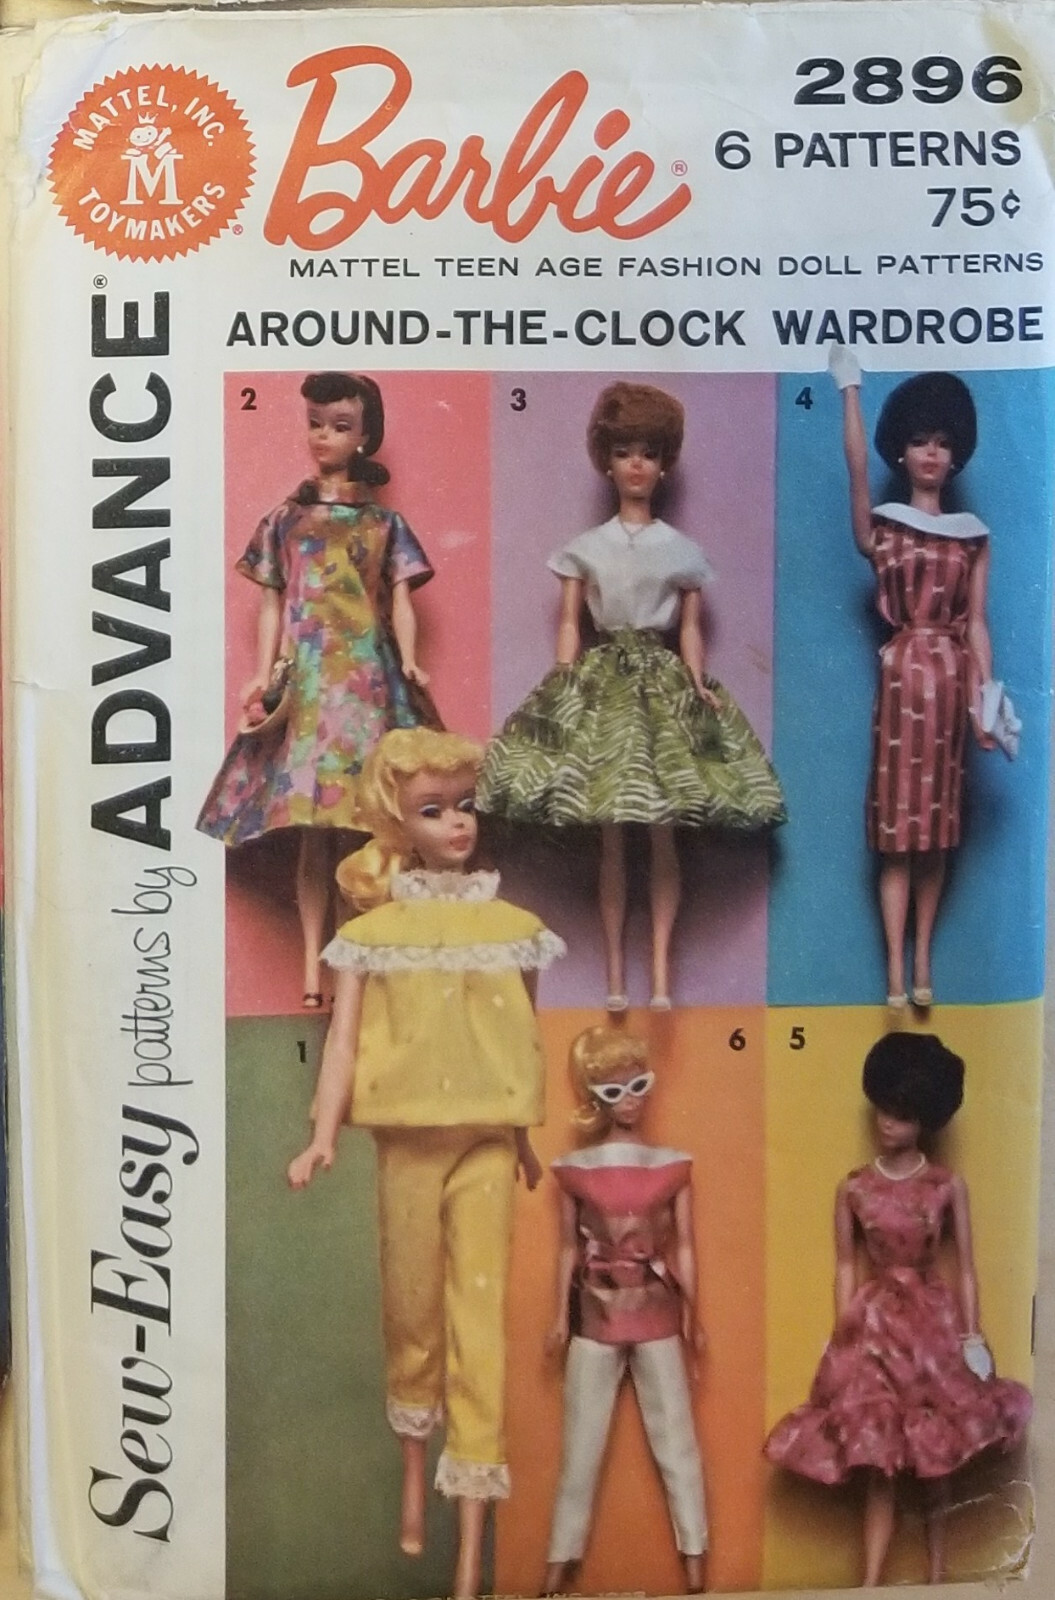 MATTEL, INC.
M
TOYMAKERS
®
Barbie®
2896
6 PATTERNS
75¢
MATTEL TEEN AGE FASHION DOLL PATTERNS
AROUND-THE-CLOCK WARDROBE
Sew-Easy patterns by ADVANCE®
2
3
4
1
6
5